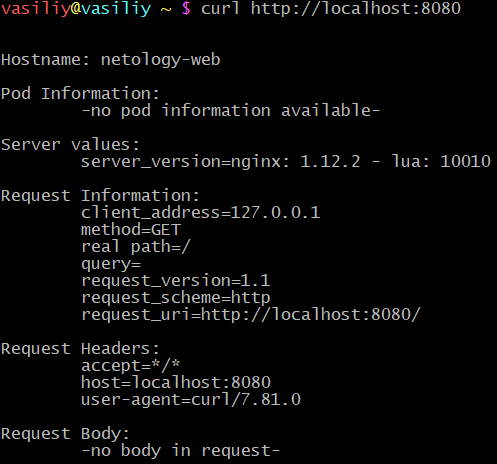 vasiliy@vasiliy ~ $ curl http://localhost:8080
Hostname: netology-web
Pod Information:
-no pod information available-
Server values:
server_version=nginx: 1.12.2 - lua: 10010
Request Information:
client_address=127.0.0.1
method=GET
real path=/
query=
request_version=1.1
request_scheme=http
request_uri=http://localhost:8080/
Request Headers:
accept=*/*
host=localhost:8080
user-agent=curl/7.81.0
Request Body:
-no body in request-